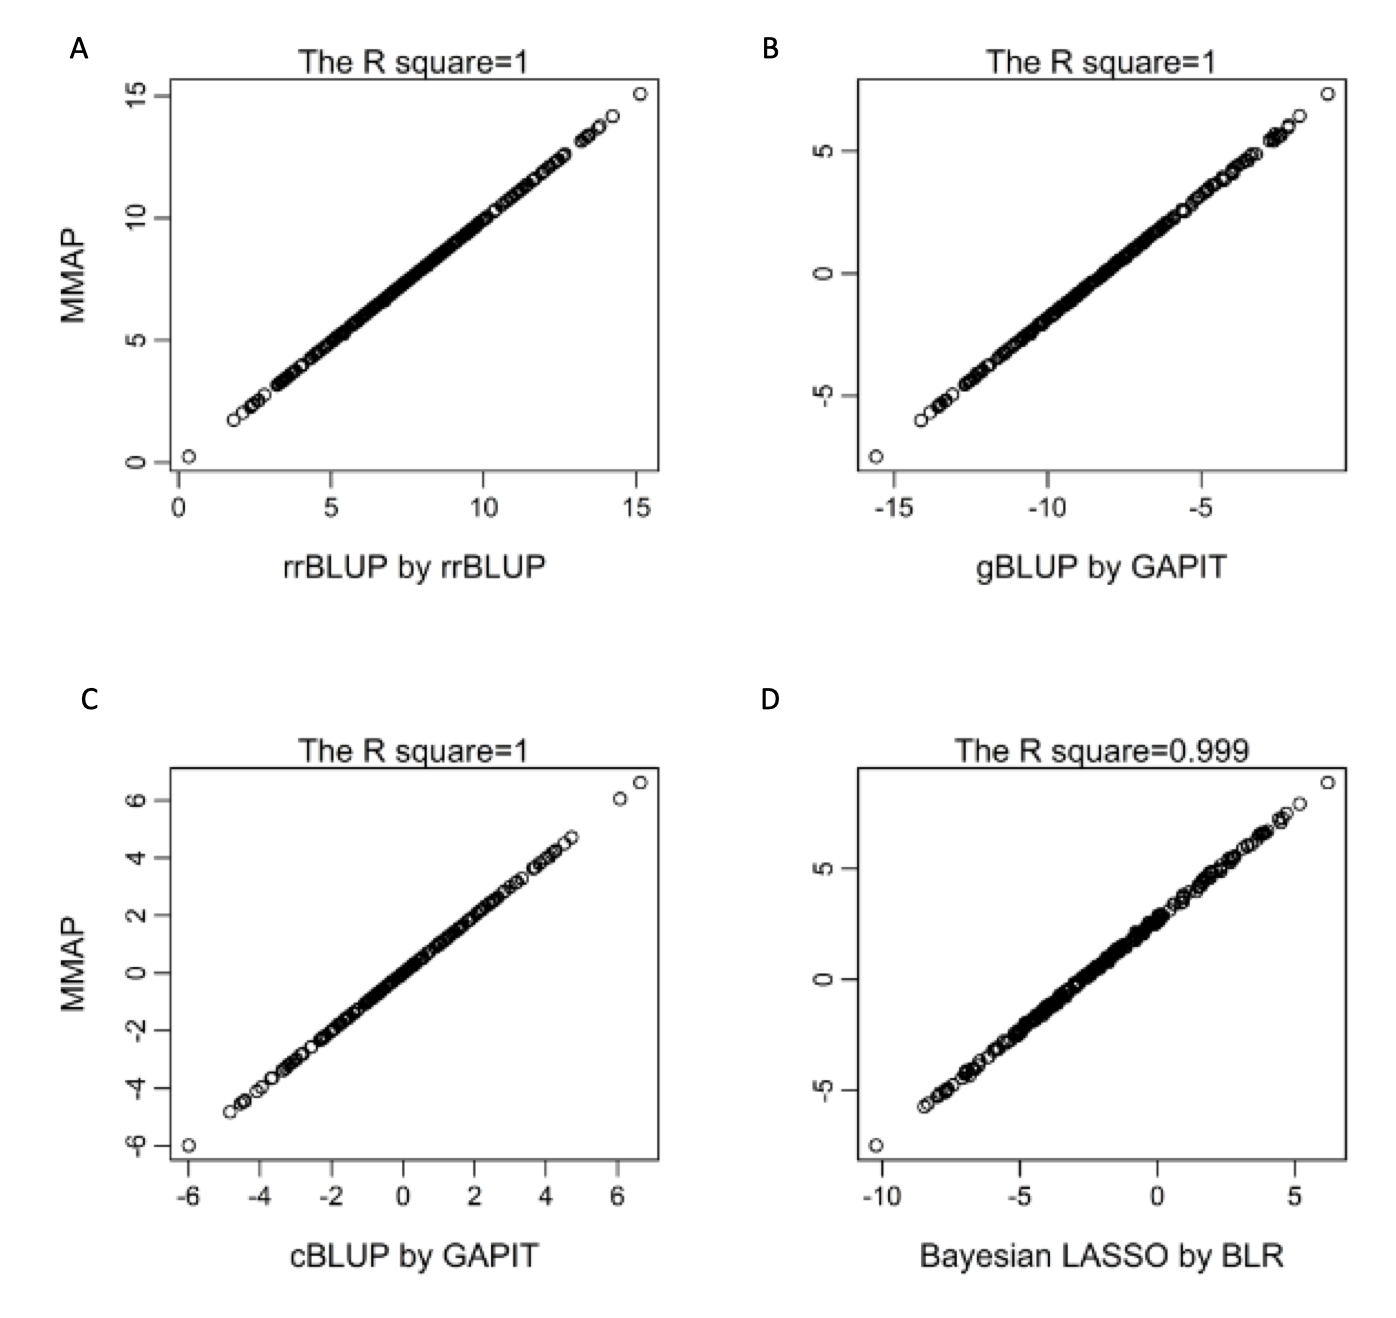 A
The R square=1
MMAP
15
10
5
0
0 5 10 15
rrBLUP by rrBLUP
B
The R square=1
5
0
-5
-15 -10 -5
gBLUP by GAPIT
C
The R square=1
MMAP
6
4
2
0
-2
-4
-6
-6 -4 -2 0 2 4 6
cBLUP by GAPIT
D
The R square=0.999
5
0
-5
-10 -5 0 5
Bayesian LASSO by BLR